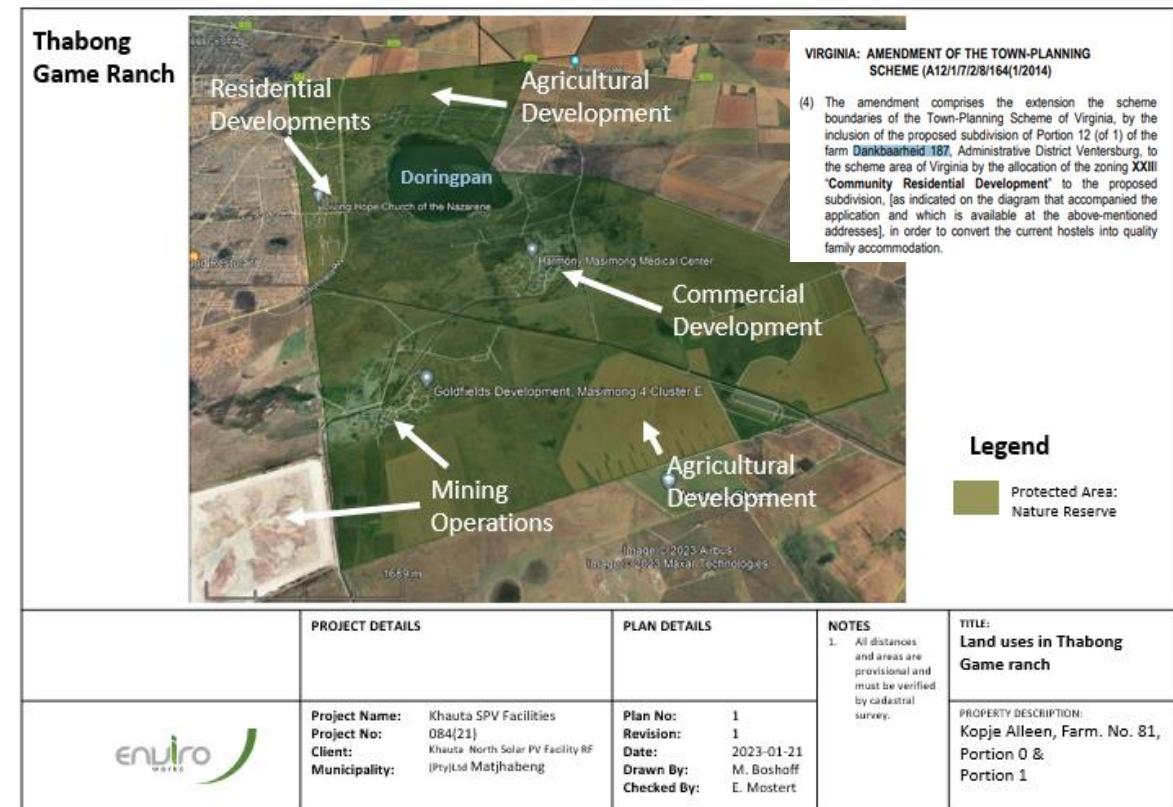 Thabong
Game Ranch
Residential
Developments
Agricultural
Development
Doringpan
Living Hope Church of the Nazarene
Harmony Masimong Medical Center
Commercial
Development
Goldfields Development, Masimong 4 Cluster E
Agricultural
Development
Mining
Operations
Image © 2023 Airbus
Image © 2023 Maxar Technologies
1689 m
VIRGINIA: AMENDMENT OF THE TOWN-PLANNING
SCHEME (A12/1/7/2/8/164(1/2014)
(4) The amendment comprises the extension the scheme
boundaries of the Town-Planning Scheme of Virginia, by the
inclusion of the proposed subdivision of Portion 12 (of 1) of the
farm Dankbaarheid 187, Administrative District Ventersburg, to
the scheme area of Virginia by the allocation of the zoning XXIII
“Community Residential Development” to the proposed
subdivision, [as indicated on the diagram that accompanied the
application and which is available at the above-mentioned
addresses], in order to convert the current hostels into quality
family accommodation.
Legend
Protected Area:
Nature Reserve
PROJECT DETAILS
PLAN DETAILS
NOTES
1. All distances
and areas are
provisional and
must be verified
by cadastral
survey.
TITLE:
Land uses in Thabong
Game ranch
enviro
works
Project Name: Khauta SPV Facilities
Project No: 084(21)
Client: Khauta North Solar PV Facility RF
Municipality: (Pty)Ltd Matjhabeng
Plan No: 1
Revision: 1
Date: 2023-01-21
Drawn By: M. Boshoff
Checked By: E. Mostert
PROPERTY DESCRIPTION:
Kopje Alleen, Farm. No. 81,
Portion 0 &
Portion 1